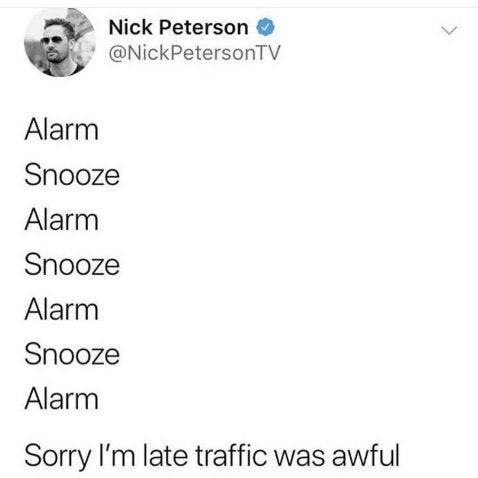 Nick Peterson
@NickPetersonTV
Alarm
Snooze
Alarm
Snooze
Alarm
Snooze
Alarm
Sorry I'm late traffic was awful